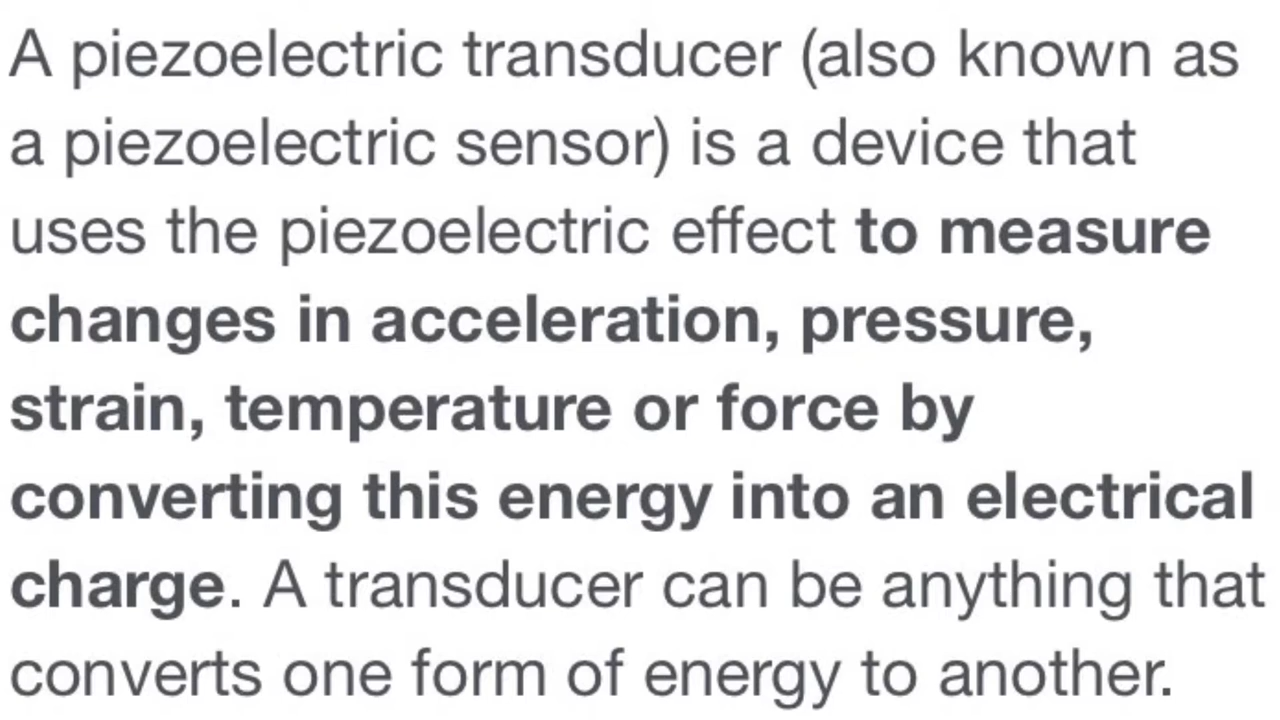 A piezoelectric transducer (also known as
a piezoelectric sensor) is a device that
uses the piezoelectric effect to measure
changes in acceleration, pressure,
strain, temperature or force by
converting this energy into an electrical
charge. A transducer can be anything that
converts one form of energy to another.